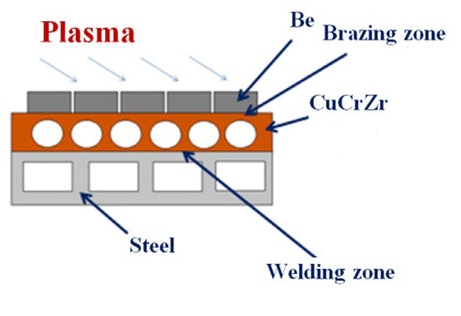 Plasma
Be
Brazing zone
CuCrZr
Steel
Welding zone